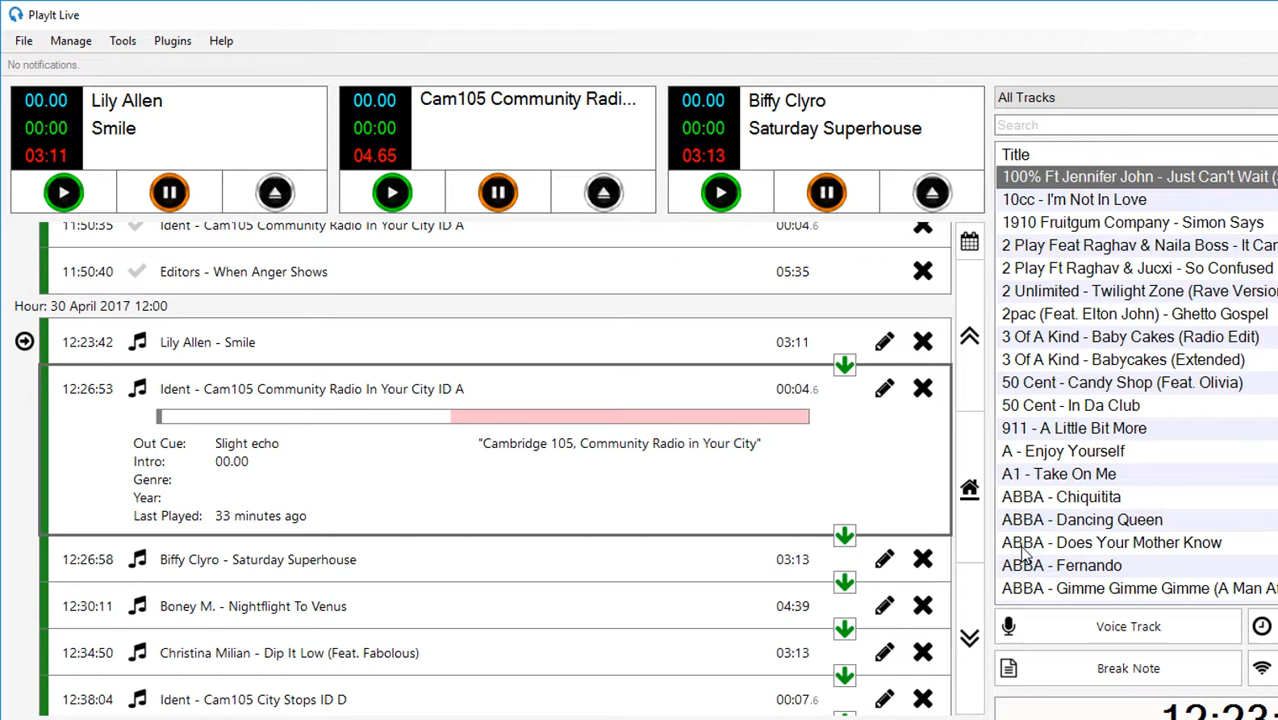 PlayIt Live
File Manage Tools Plugins Help
No notifications.
00.00 Lily Allen
00:00 Smile
03:11
00.00 Cam105 Community Radi...
00:00
04.65
00.00 Biffy Clyro
00:00 Saturday Superhouse
03:13
11:50:35 Ident - Cam105 Community Radio In Your City ID A 00:04.6
11:50:40 Editors - When Anger Shows 05:35
Hour: 30 April 2017 12:00
12:23:42 Lily Allen - Smile 03:11
12:26:53 Ident - Cam105 Community Radio In Your City ID A 00:04.6
Out Cue: Slight echo "Cambridge 105, Community Radio in Your City"
Intro: 00.00
Genre:
Year:
Last Played: 33 minutes ago
12:26:58 Biffy Clyro - Saturday Superhouse 03:13
12:30:11 Boney M. - Nightflight To Venus 04:39
12:34:50 Christina Milian - Dip It Low (Feat. Fabolous) 03:13
12:38:04 Ident - Cam105 City Stops ID D 00:07.6
All Tracks
Search
Title
100% Ft Jennifer John - Just Can't Wait (
10cc - I'm Not In Love
1910 Fruitgum Company - Simon Says
2 Play Feat Raghav & Naila Boss - It Can
2 Play Ft Raghav & Jucxi - So Confused
2 Unlimited - Twilight Zone (Rave Versio
2pac (Feat. Elton John) - Ghetto Gospel
3 Of A Kind - Baby Cakes (Radio Edit)
3 Of A Kind - Babycakes (Extended)
50 Cent - Candy Shop (Feat. Olivia)
50 Cent - In Da Club
911 - A Little Bit More
A - Enjoy Yourself
A1 - Take On Me
ABBA - Chiquitita
ABBA - Dancing Queen
ABBA - Does Your Mother Know
ABBA - Fernando
ABBA - Gimme Gimme Gimme (A Man Af
Voice Track
Break Note
12:23